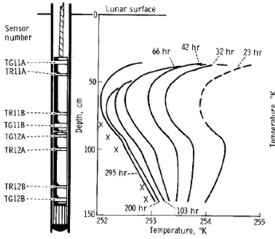 Sensor number
Lunar surface
0
TG11A
TR11A
66 hr
42 hr
32 hr
23 hr
50
Depth, cm
TR11B
TG11B
TG12A
TR12A
100
295 hr
TR12B
TG12B
200 hr
103 hr
150
252
253
254
255
Temperature, °K
Temperature, °K